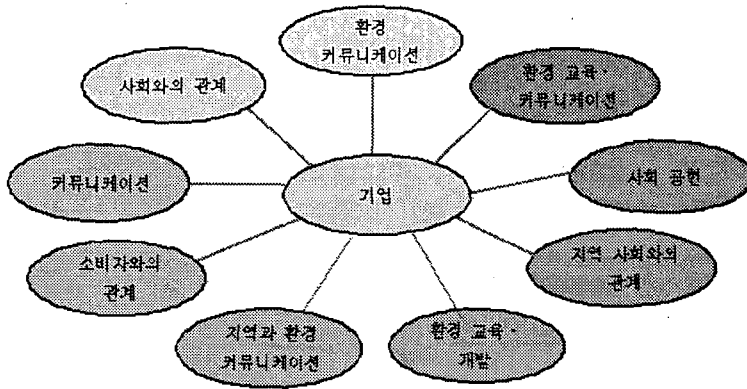 환경
커뮤니케이션
사회와의 관계
환경 교육·
커뮤니케이션
커뮤니케이션
기업
사회 공헌
소비자와의
관계
지역 사회와의
관계
지역과 환경
커뮤니케이션
환경 교육·
개발